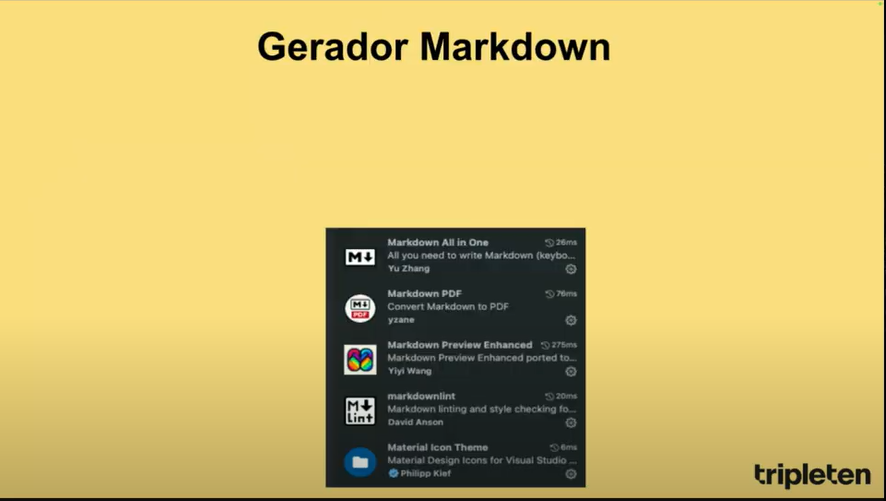 Gerador Markdown
Markdown All in One 26ms
All you need to write Markdown (keybo...
Yu Zhang
Markdown PDF 76ms
Convert Markdown to PDF
yzane
Markdown Preview Enhanced 275ms
Markdown Preview Enhanced ported to...
Yiyi Wang
markdownlint 20ms
Markdown linting and style checking fo...
David Anson
Material Icon Theme 6ms
Material Design Icons for Visual Studio ...
Philipp Kief
M↓
M↓
PDF
M↓
Lint
tripleten